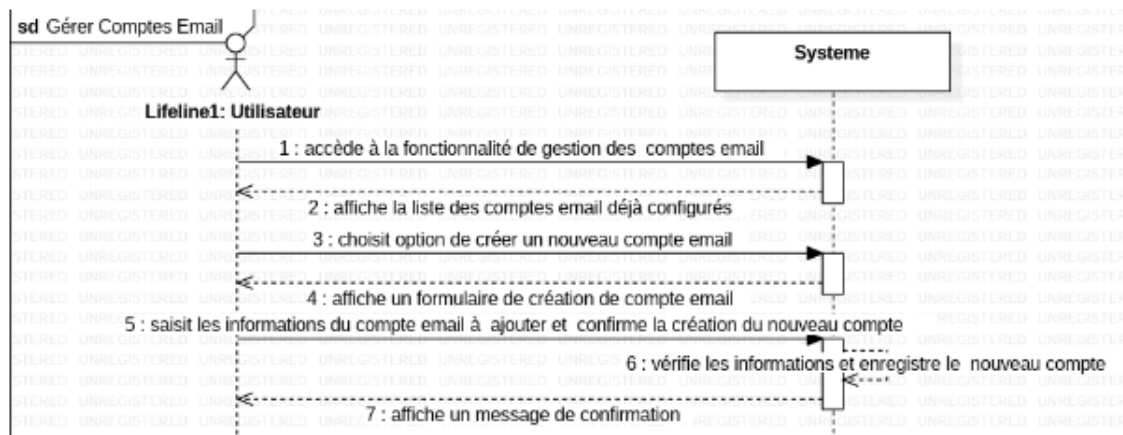 sd Gérer Comptes Email
Systeme
Lifeline1: Utilisateur
1 : accède à la fonctionnalité de gestion des comptes email
2 : affiche la liste des comptes email déjà configurés
3 : choisit option de créer un nouveau compte email
4 : affiche un formulaire de création de compte email
5 : saisit les informations du compte email à ajouter et confirme la création du nouveau compte
6 : vérifie les informations et enregistre le nouveau compte
7 : affiche un message de confirmation